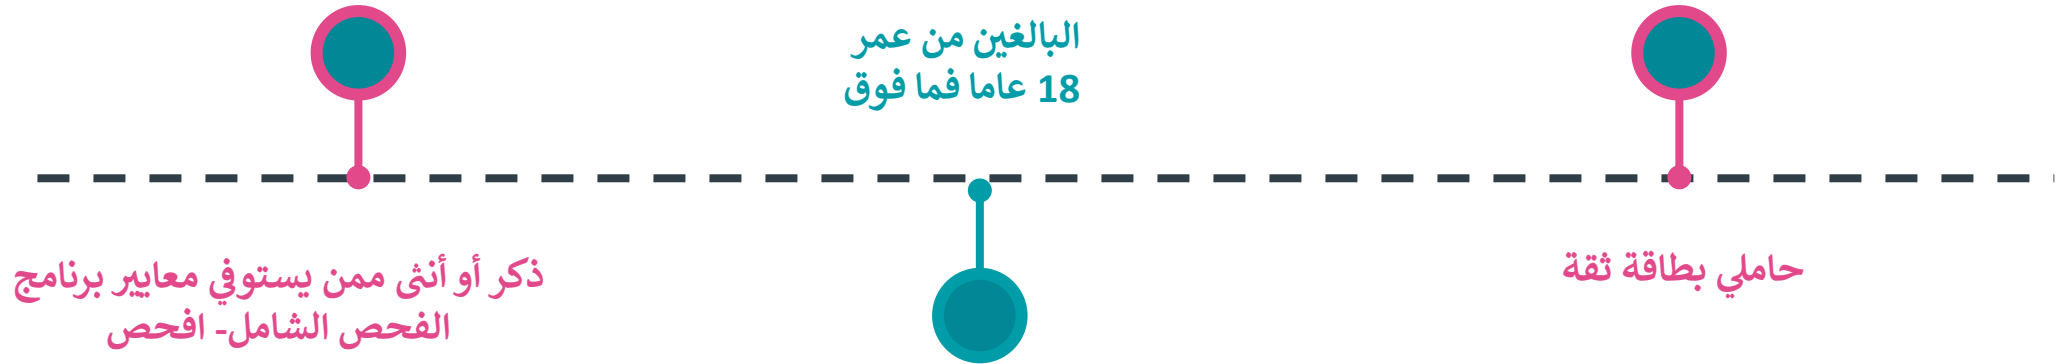 حاملي بطاقة ثقة
البالغين من عمر
18 عاما فما فوق
ذكر أو أنثى ممن يستوفي معايير برنامج
الفحص الشامل- افحص